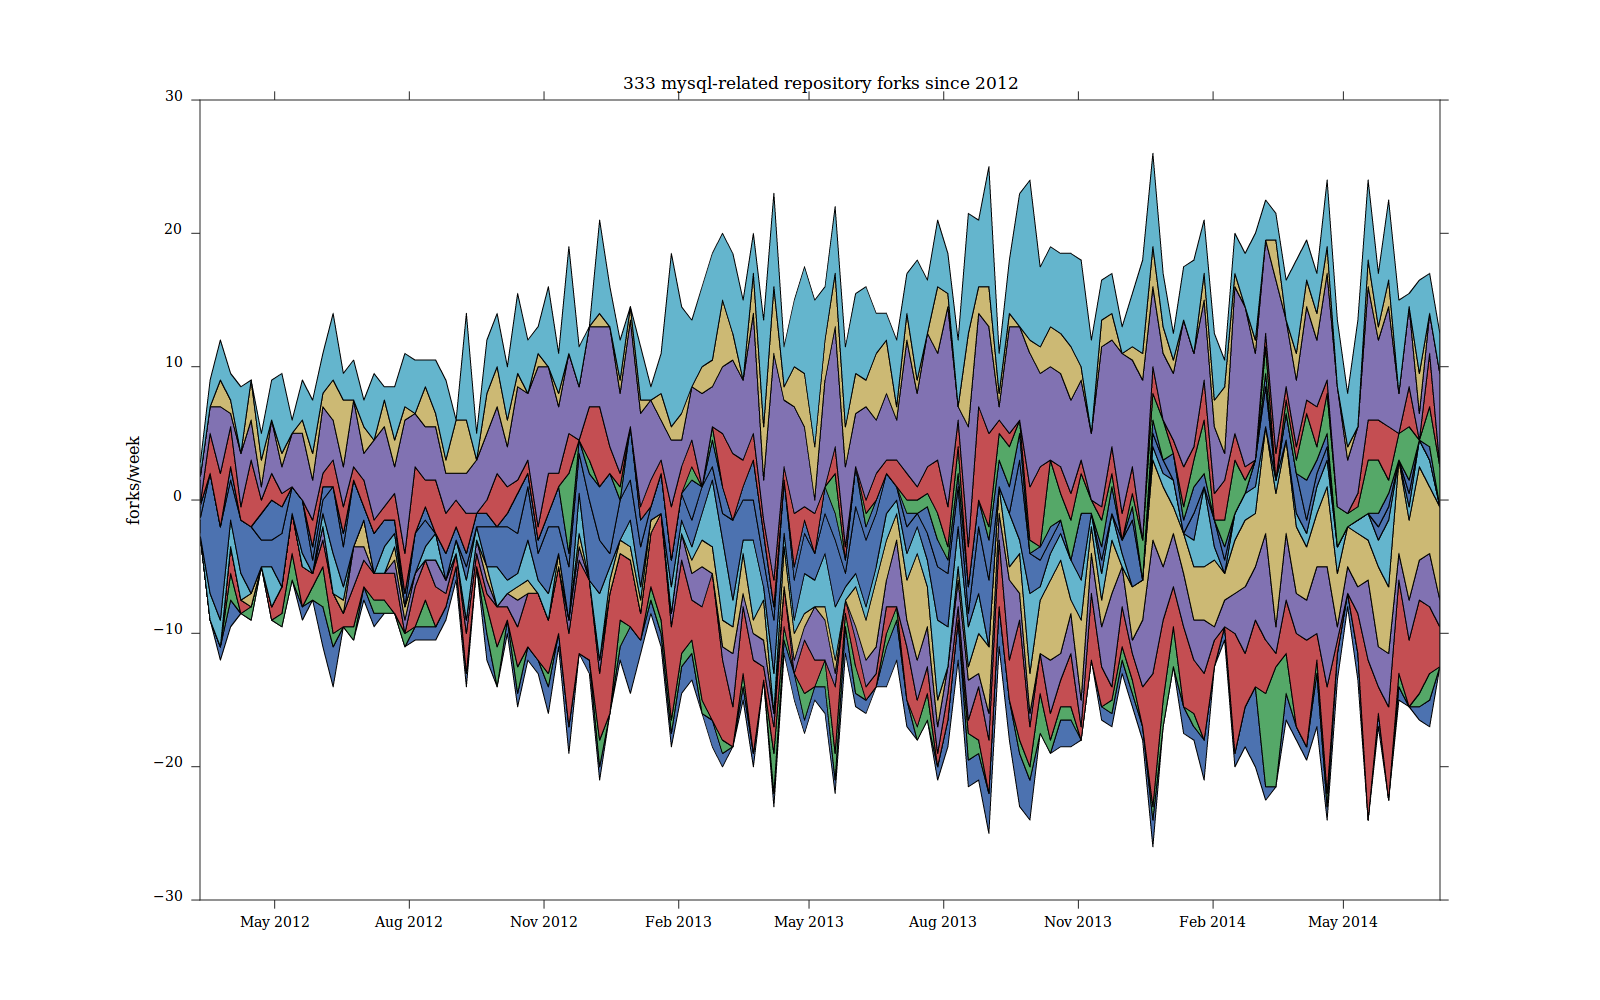 333 mysql-related repository forks since 2012
30
20
10
0
−10
−20
−30
forks/week
May 2012 Aug 2012 Nov 2012 Feb 2013 May 2013 Aug 2013 Nov 2013 Feb 2014 May 2014